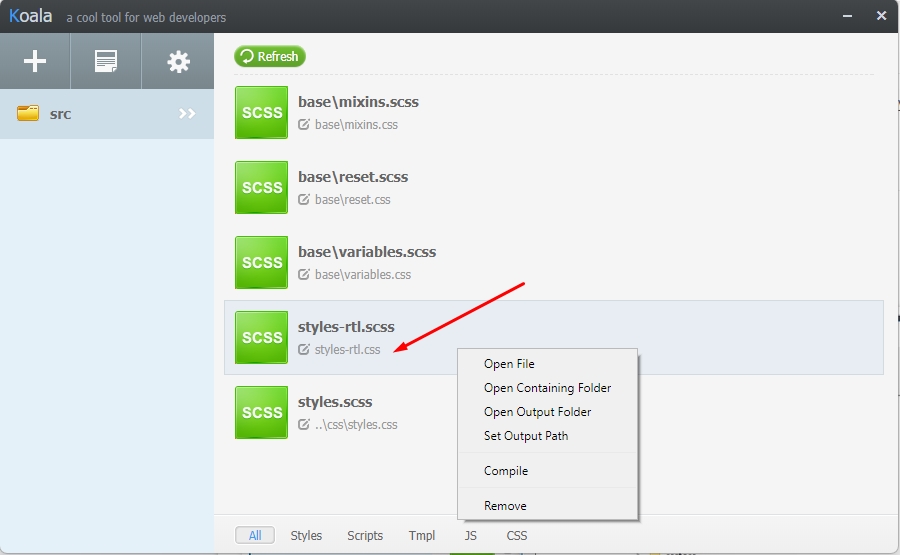 Koala a cool tool for web developers
Refresh
src
SCSS
base\mixins.scss
base\mixins.css
SCSS
base\reset.scss
base\reset.css
SCSS
base\variables.scss
base\variables.css
SCSS
styles-rtl.scss
styles-rtl.css
SCSS
styles.scss
..\css\styles.css
Open File
Open Containing Folder
Open Output Folder
Set Output Path
Compile
Remove
All Styles Scripts Tmpl JS CSS